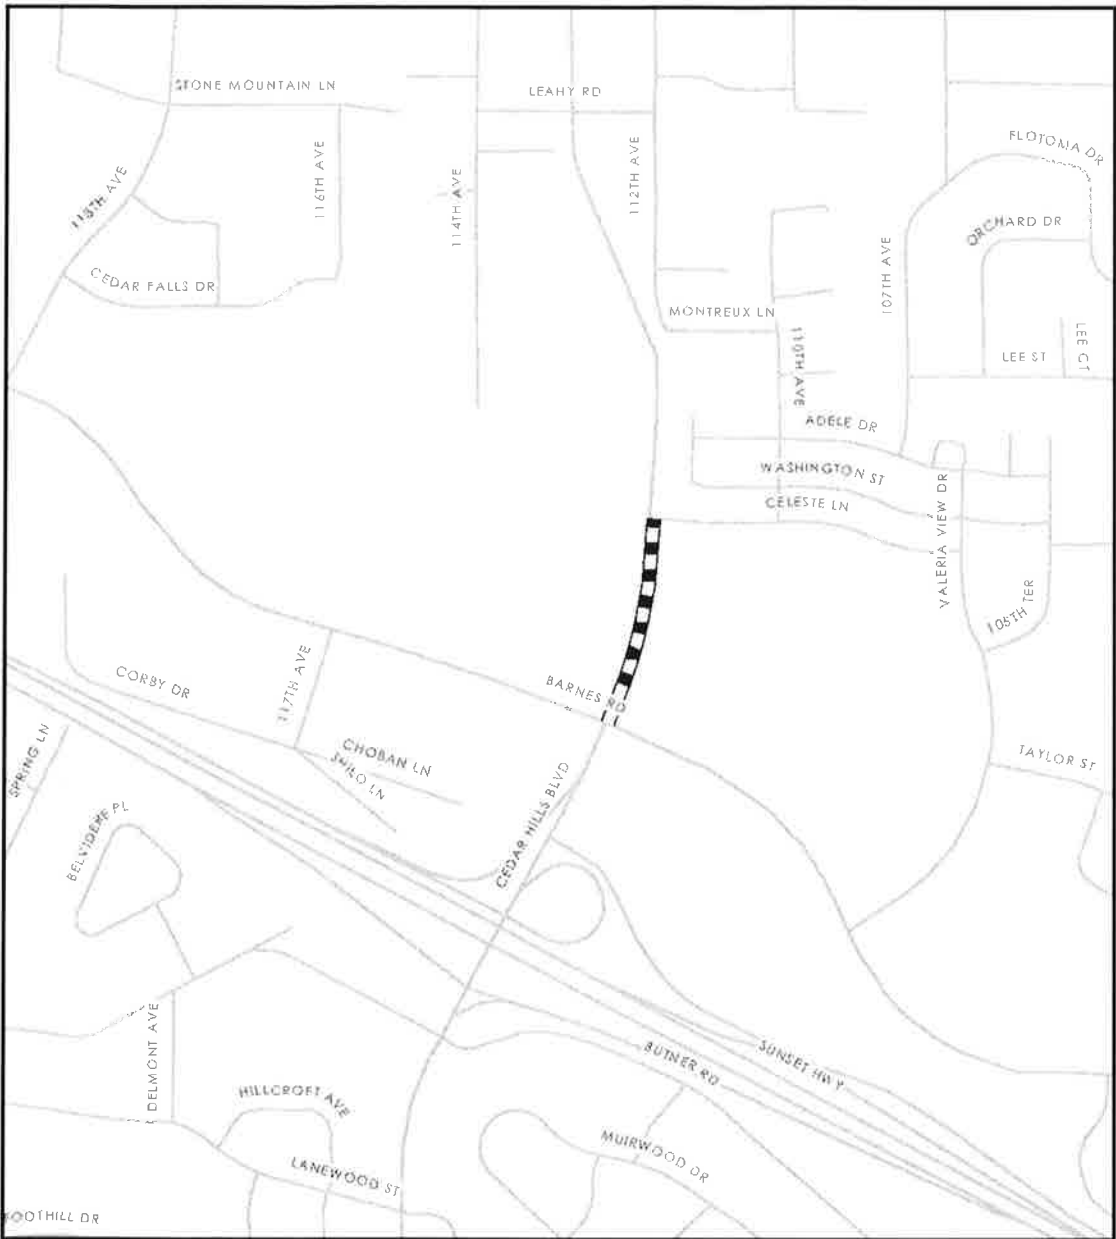 STONE MOUNTAIN LN
LEAHY RD
FLOTOMA DR
118TH AVE
116TH AVE
114TH AVE
112TH AVE
ORCHARD DR
107TH AVE
CEDAR FALLS DR
MONTREUX LN
110TH AVE
LEE ST
LEE CT
ADELE DR
WASHINGTON ST
CELESTE LN
VALERIA VIEW DR
105TH TER
CORBY DR
117TH AVE
BARNES RD
CHOBAN LN
SHILO LN
SPRING LN
TAYLOR ST
BELVIDERE PL
CEDAR HILLS BLVD
DELMONT AVE
BUTNER RD
SUNSET HWY
HILLCROFT AVE
MUIRWOOD DR
LANEWOOD ST
FOOTHILL DR